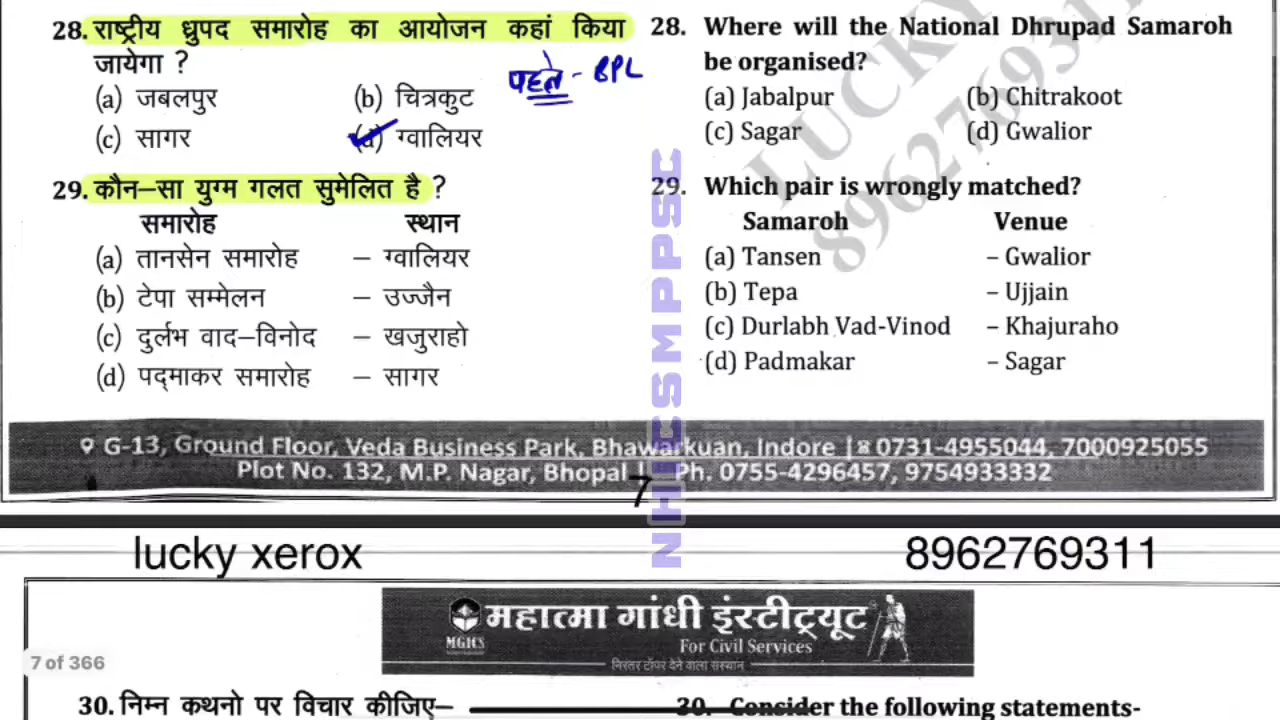 28. राष्ट्रीय ध्रुपद समारोह का आयोजन कहां किया
जायेगा ?
पहले - BPL
(a) जबलपुर (b) चित्रकुट
(c) सागर (d) ग्वालियर
29. कौन–सा युग्म गलत सुमेलित है ?
समारोह स्थान
(a) तानसेन समारोह – ग्वालियर
(b) टेपा सम्मेलन – उज्जैन
(c) दुर्लभ वाद–विनोद – खजुराहो
(d) पद्माकर समारोह – सागर
28. Where will the National Dhrupad Samaroh
be organised?
(a) Jabalpur (b) Chitrakoot
(c) Sagar (d) Gwalior
29. Which pair is wrongly matched?
Samaroh Venue
(a) Tansen – Gwalior
(b) Tepa – Ujjain
(c) Durlabh Vad-Vinod – Khajuraho
(d) Padmakar – Sagar
LUCKY
NHICSMPPSC
G-13, Ground Floor, Veda Business Park, Bhawarkuan, Indore | 0731-4955044, 7000925055
Plot No. 132, M.P. Nagar, Bhopal || Ph. 0755-4296457, 9754933332
7
lucky xerox 8962769311
महात्मा गांधी इंस्टीट्रयूट
MGICS
For Civil Services
निरंतर टॉपर देने वाला संस्थान
7 of 366
30. निम्न कथनो पर विचार कीजिए–
30. Consider the following statements-